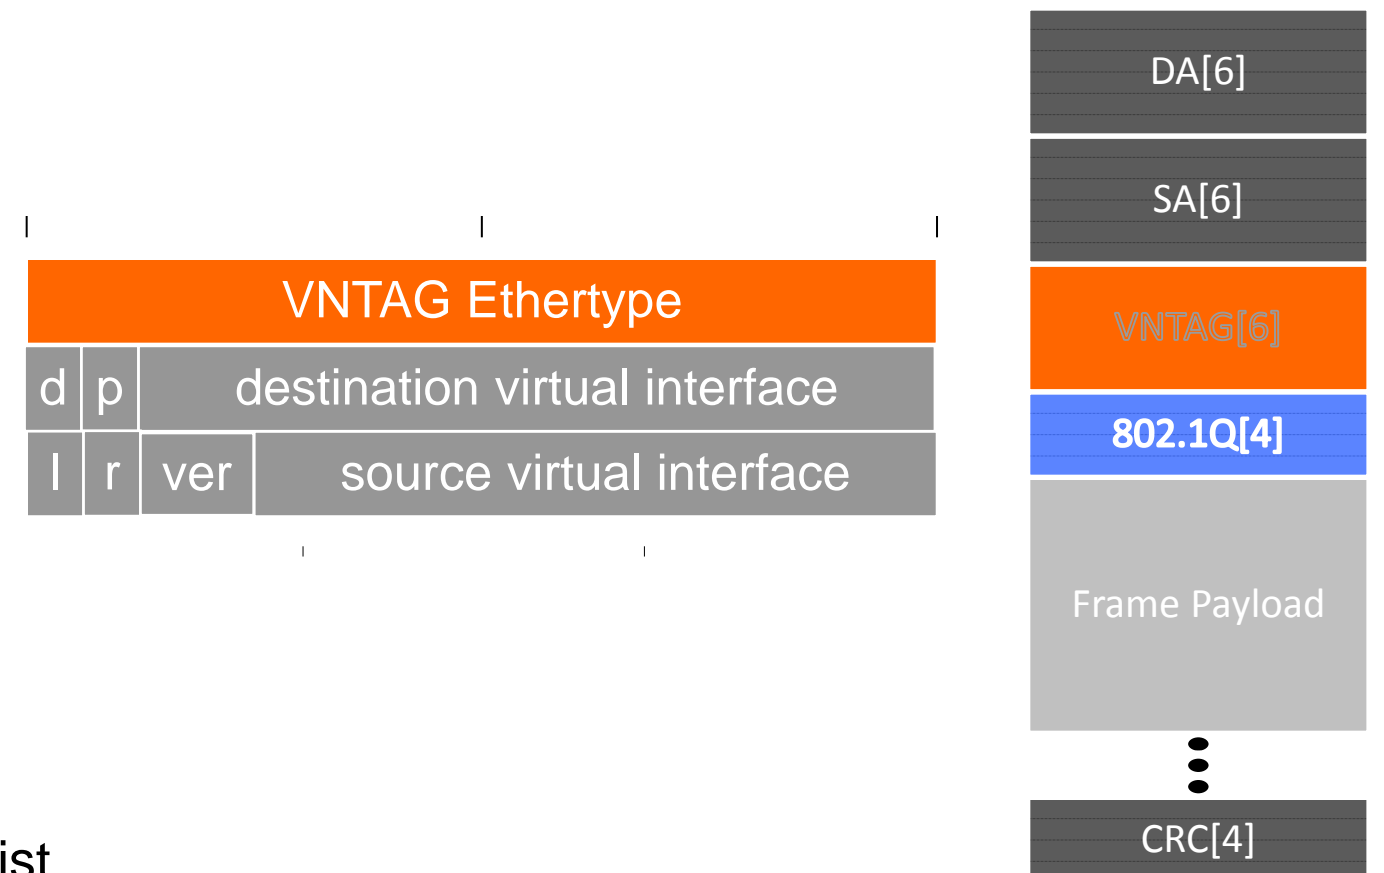 VNTAG Ethertype
d p destination virtual interface
l r ver source virtual interface
DA[6]
SA[6]
VNTAG[6]
802.1Q[4]
Frame Payload
CRC[4]
ist